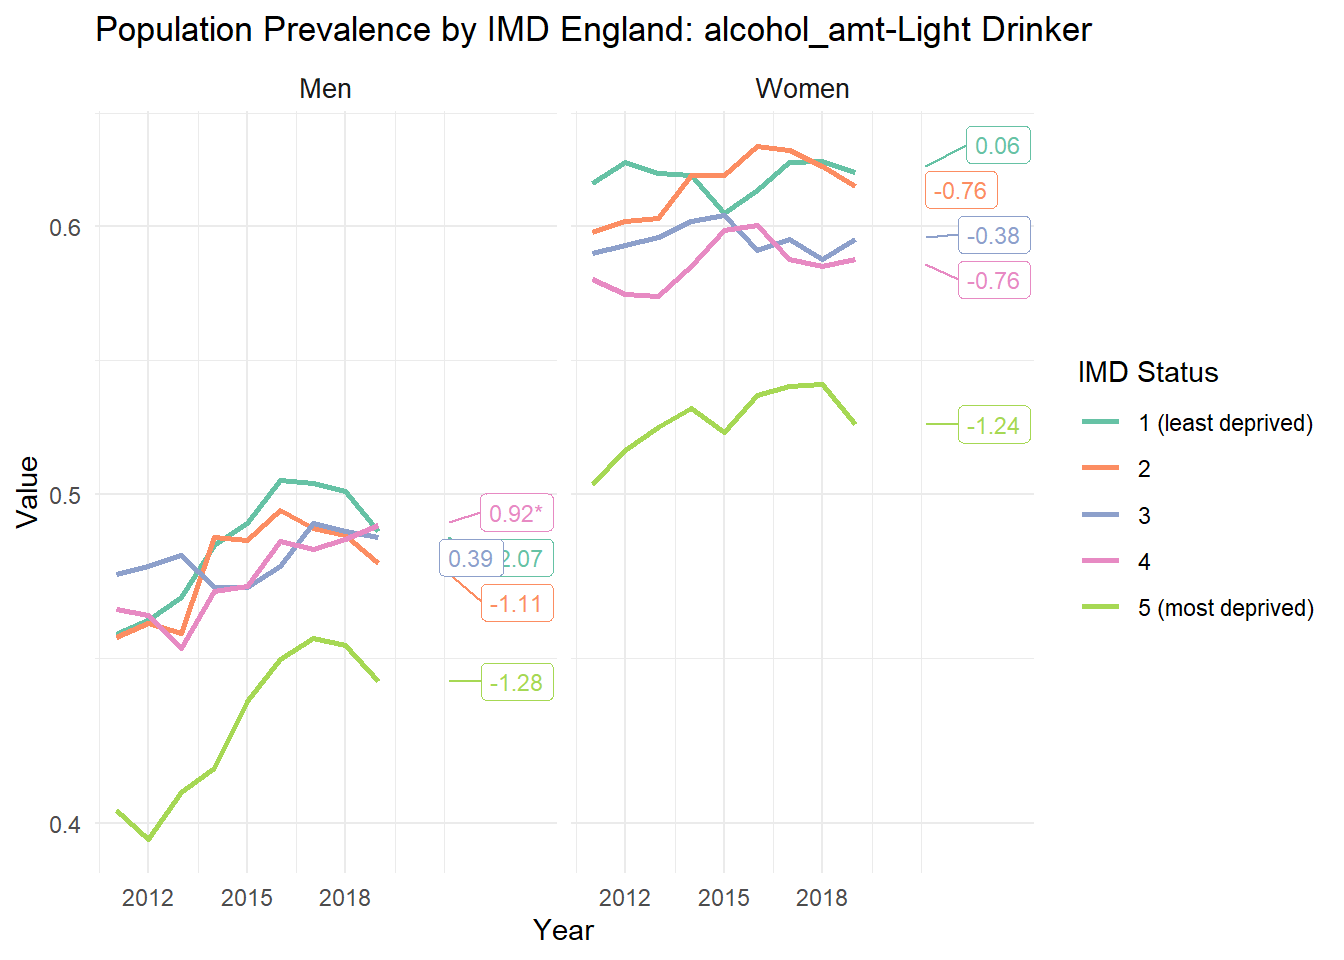 Population Prevalence by IMD England: alcohol_amt-Light Drinker
Men
Women
Value
0.6
0.5
0.4
0.92*
0.39
2.07
-1.11
-1.28
0.06
-0.76
-0.38
-0.76
-1.24
2012 2015 2018
2012 2015 2018
Year
IMD Status
1 (least deprived)
2
3
4
5 (most deprived)